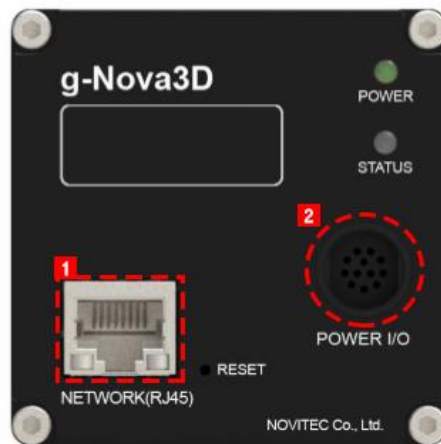 g-Nova3D
POWER
STATUS
2
1
POWER I/O
RESET
NETWORK(RJ45)
NOVITEC Co., Ltd.